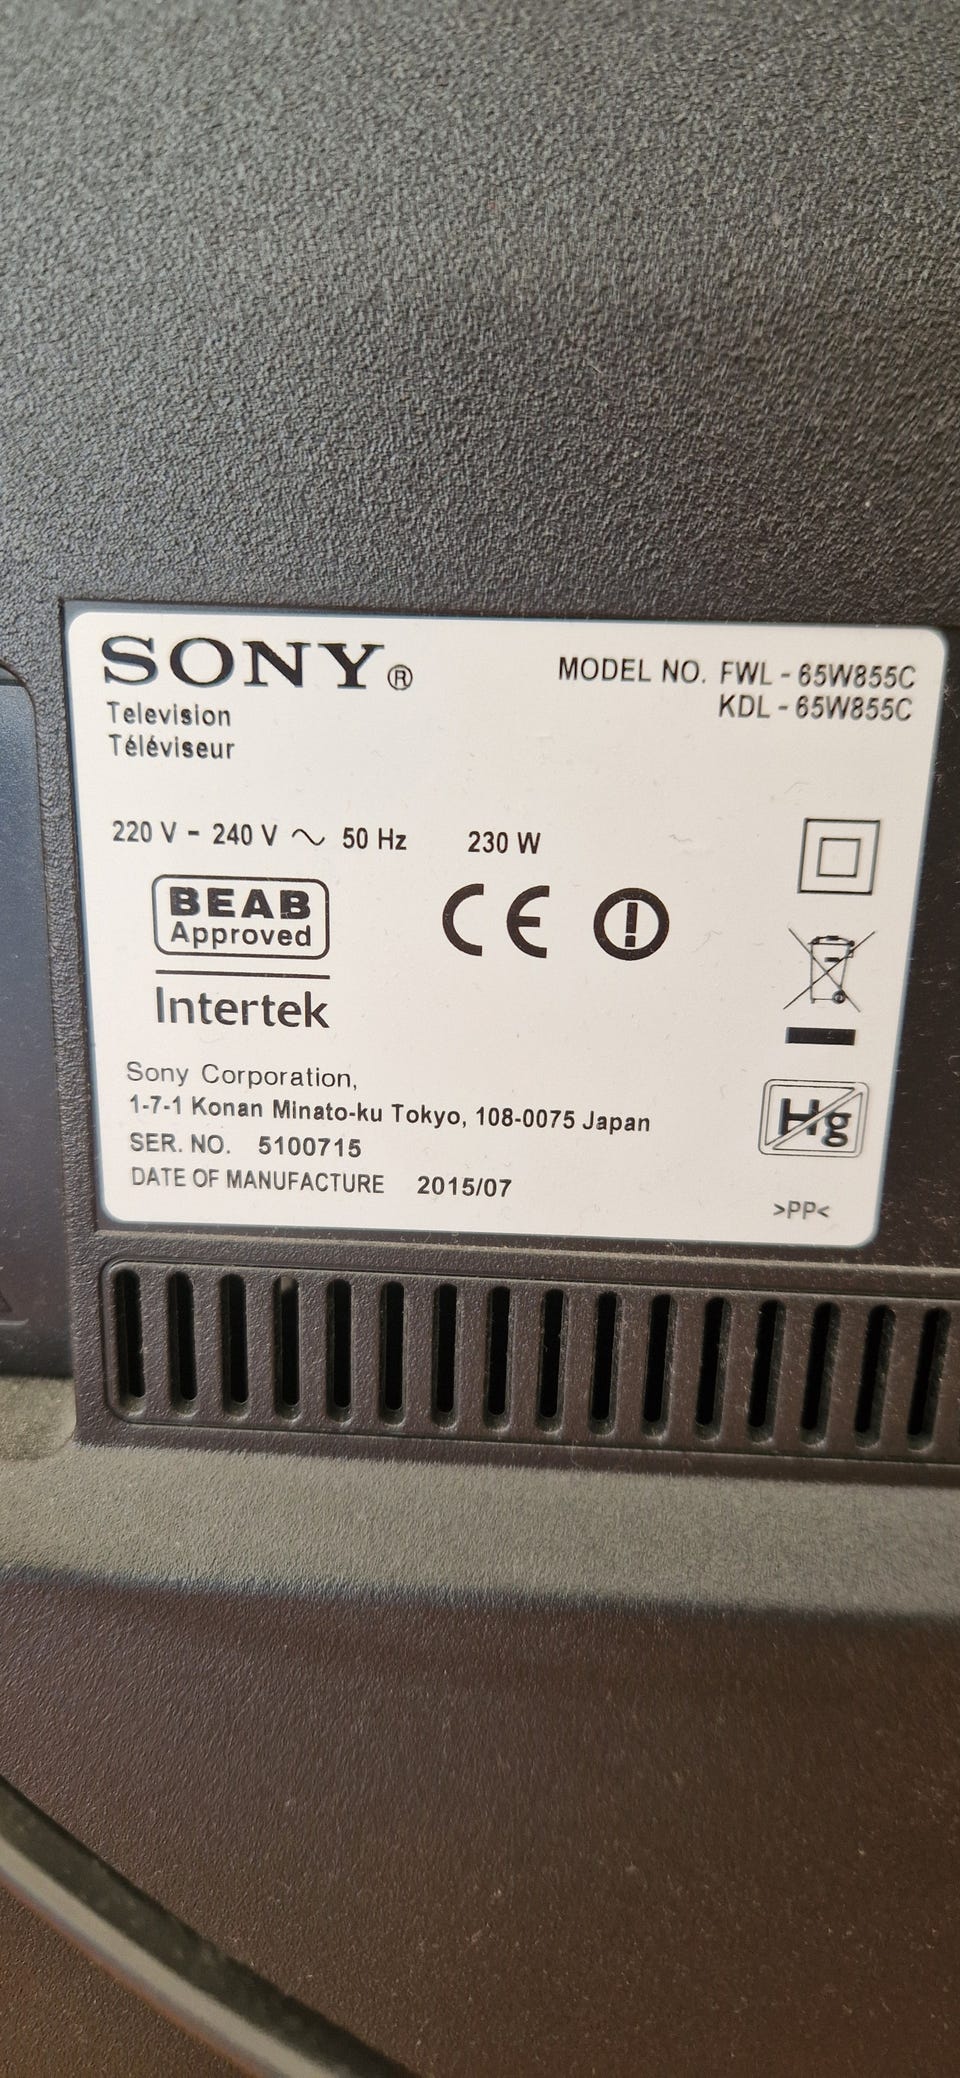 SONY®
MODEL NO. FWL - 65W855C
KDL - 65W855C
Television
Téléviseur
220 V - 240 V ~ 50 Hz 230 W
BEAB
Approved
CE
Intertek
Sony Corporation,
1-7-1 Konan Minato-ku Tokyo, 108-0075 Japan
SER. NO. 5100715
DATE OF MANUFACTURE 2015/07
Hg
>PP<